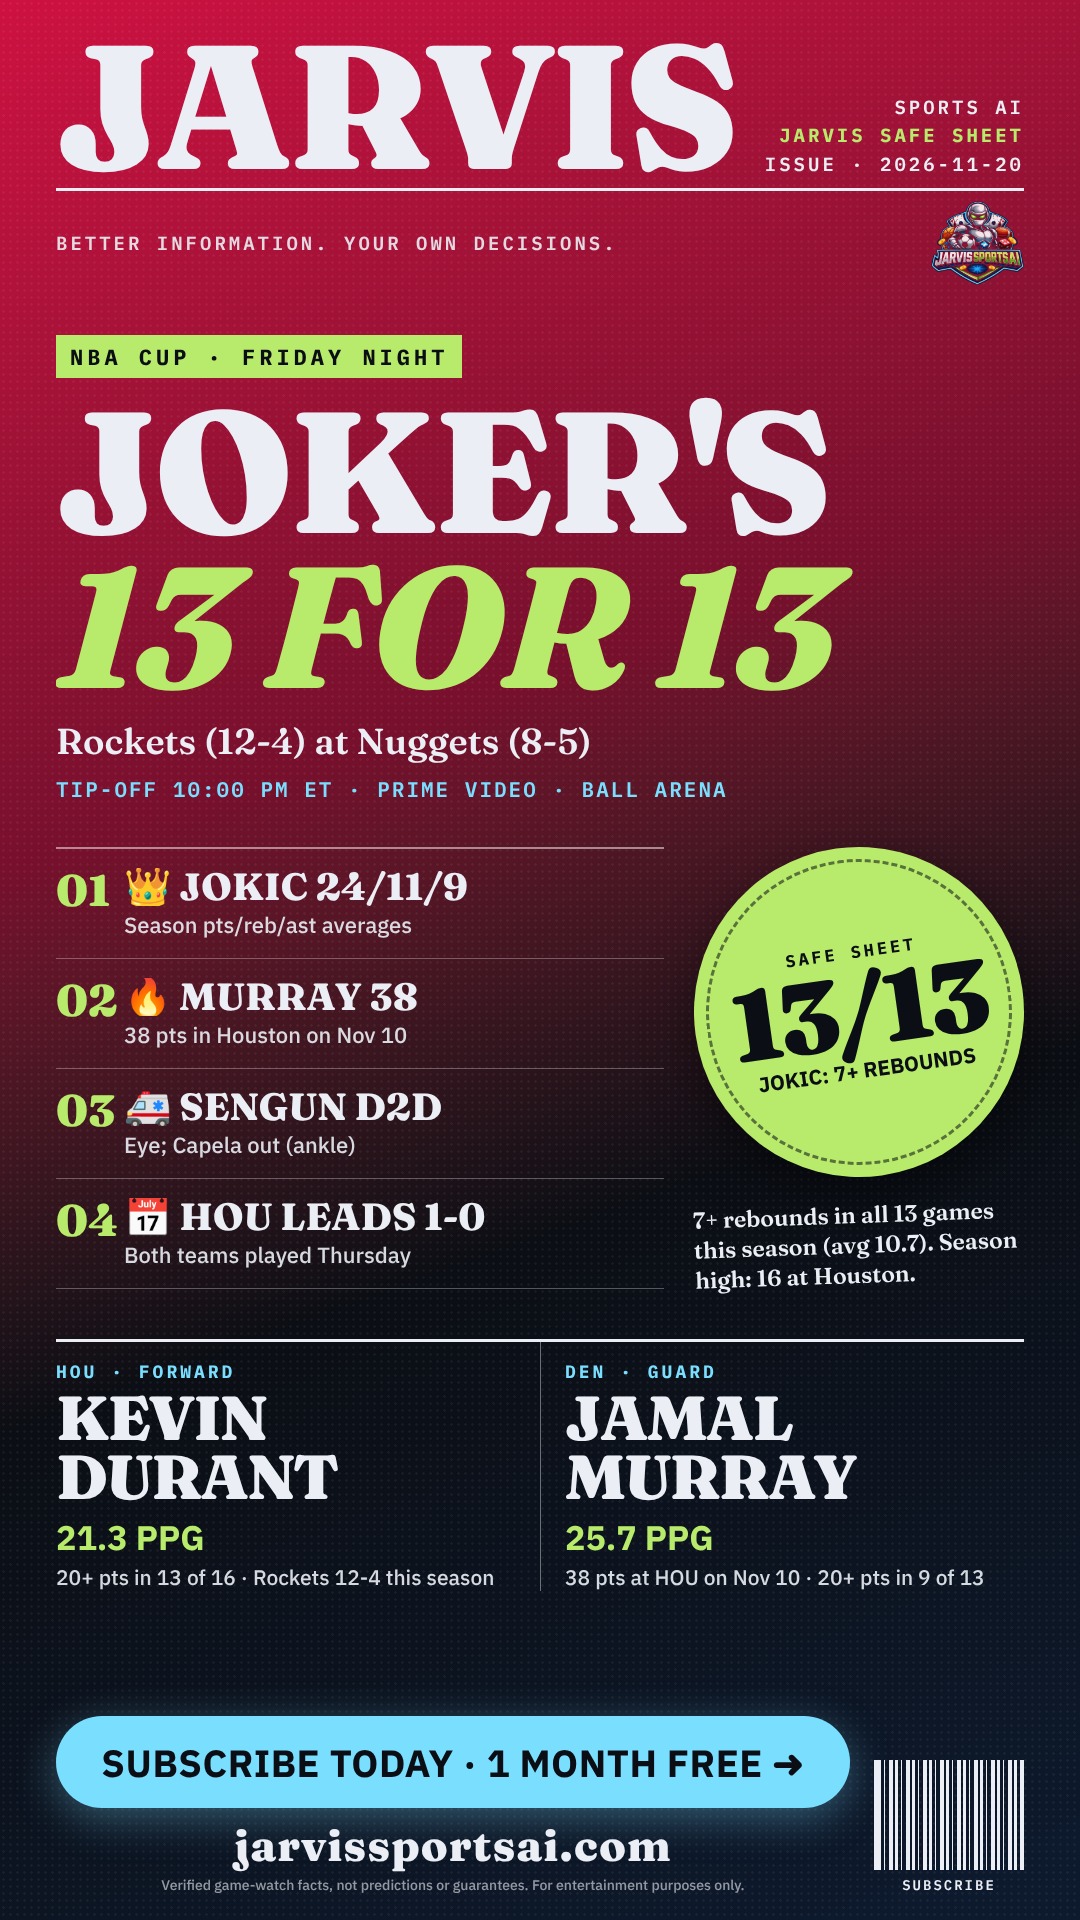 JARVIS
SPORTS AI
JARVIS SAFE SHEET
ISSUE · 2026-11-20
BETTER INFORMATION. YOUR OWN DECISIONS.
JARVISSPORTSAI
NBA CUP · FRIDAY NIGHT
JOKER'S
13 FOR 13
Rockets (12-4) at Nuggets (8-5)
TIP-OFF 10:00 PM ET · PRIME VIDEO · BALL ARENA
01 👑 JOKIC 24/11/9
Season pts/reb/ast averages
02 🔥 MURRAY 38
38 pts in Houston on Nov 10
03 🚑 SENGUN D2D
Eye; Capela out (ankle)
04 📅 HOU LEADS 1-0
Both teams played Thursday
SAFE SHEET
13/13
JOKIC: 7+ REBOUNDS
7+ rebounds in all 13 games
this season (avg 10.7). Season
high: 16 at Houston.
HOU · FORWARD
KEVIN
DURANT
21.3 PPG
20+ pts in 13 of 16 · Rockets 12-4 this season
DEN · GUARD
JAMAL
MURRAY
25.7 PPG
38 pts at HOU on Nov 10 · 20+ pts in 9 of 13
SUBSCRIBE TODAY · 1 MONTH FREE ➜
jarvissportsai.com
Verified game-watch facts, not predictions or guarantees. For entertainment purposes only.
SUBSCRIBE